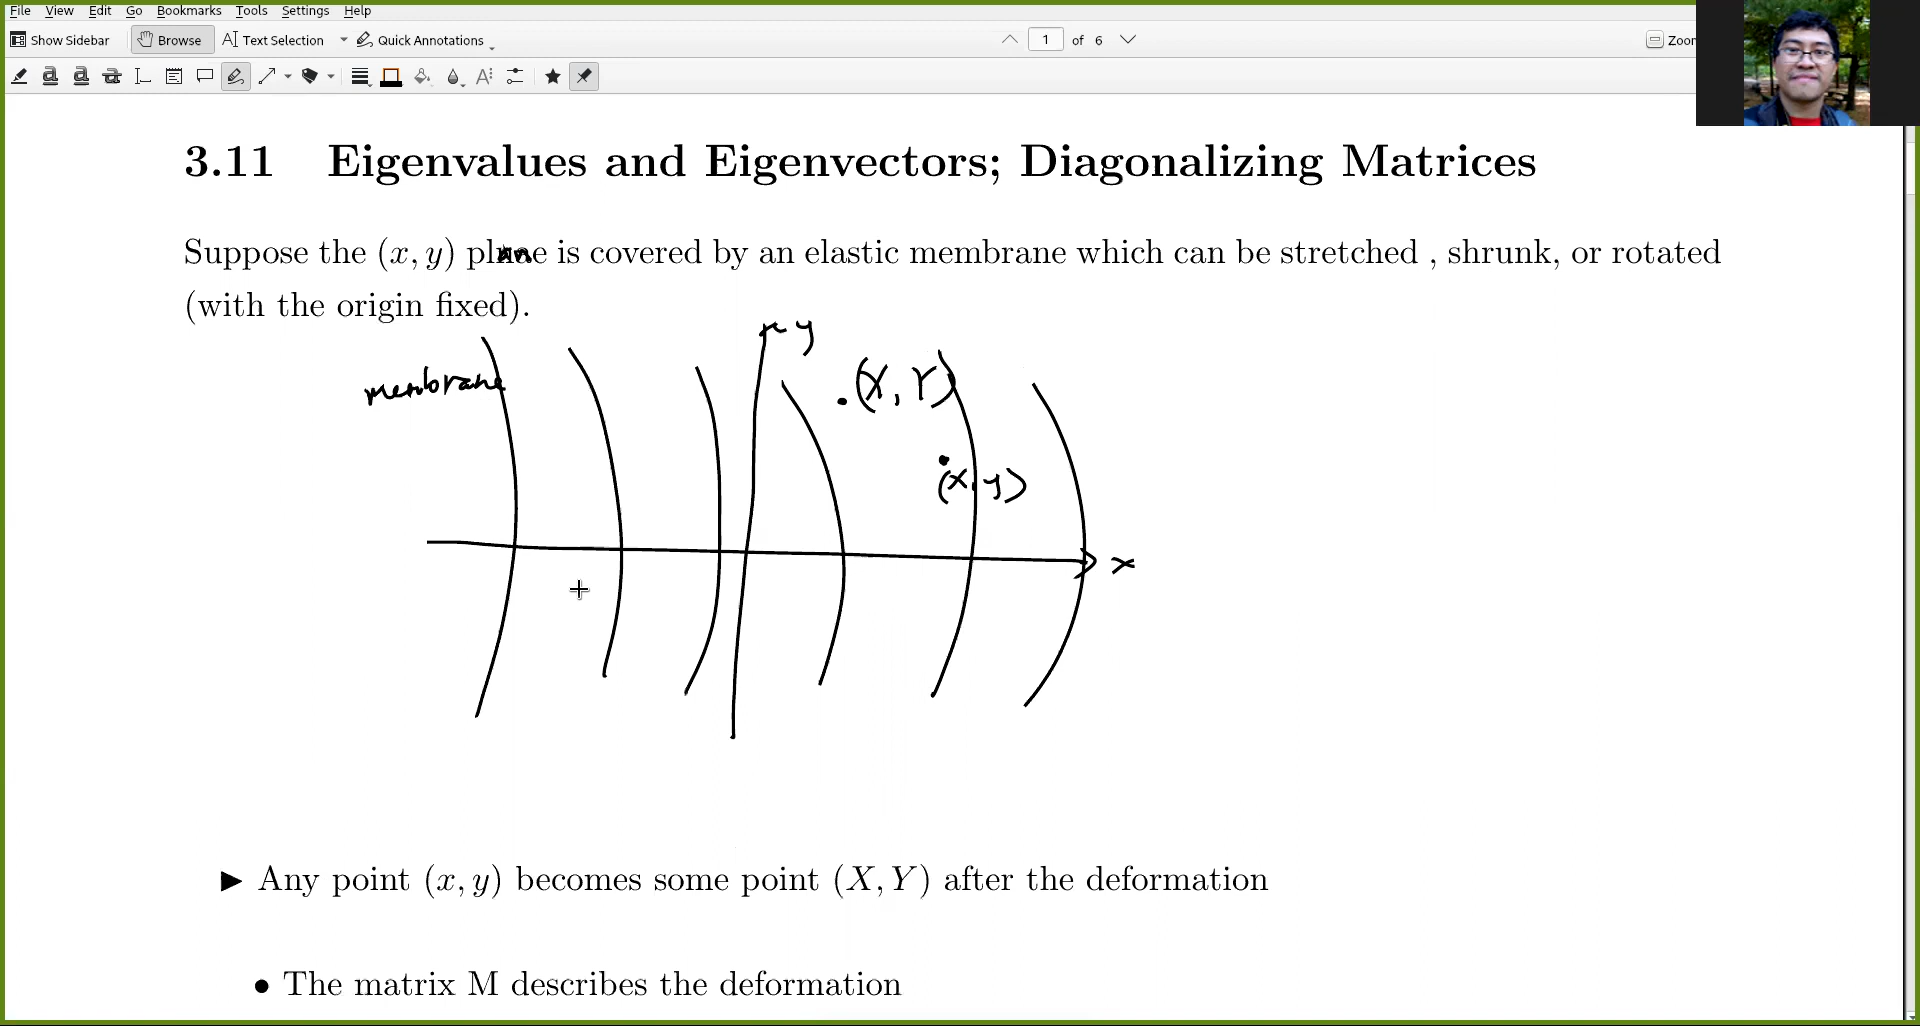 File View Edit Go Bookmarks Tools Settings Help
Show Sidebar Browse Text Selection Quick Annotations 1 of 6 Zoom
3.11 Eigenvalues and Eigenvectors; Diagonalizing Matrices
Suppose the (x, y) plane is covered by an elastic membrane which can be stretched , shrunk, or rotated
(with the origin fixed).
y
membrane
(X, Y)
(x, y)
x
▶ Any point (x, y) becomes some point (X, Y) after the deformation
• The matrix M describes the deformation